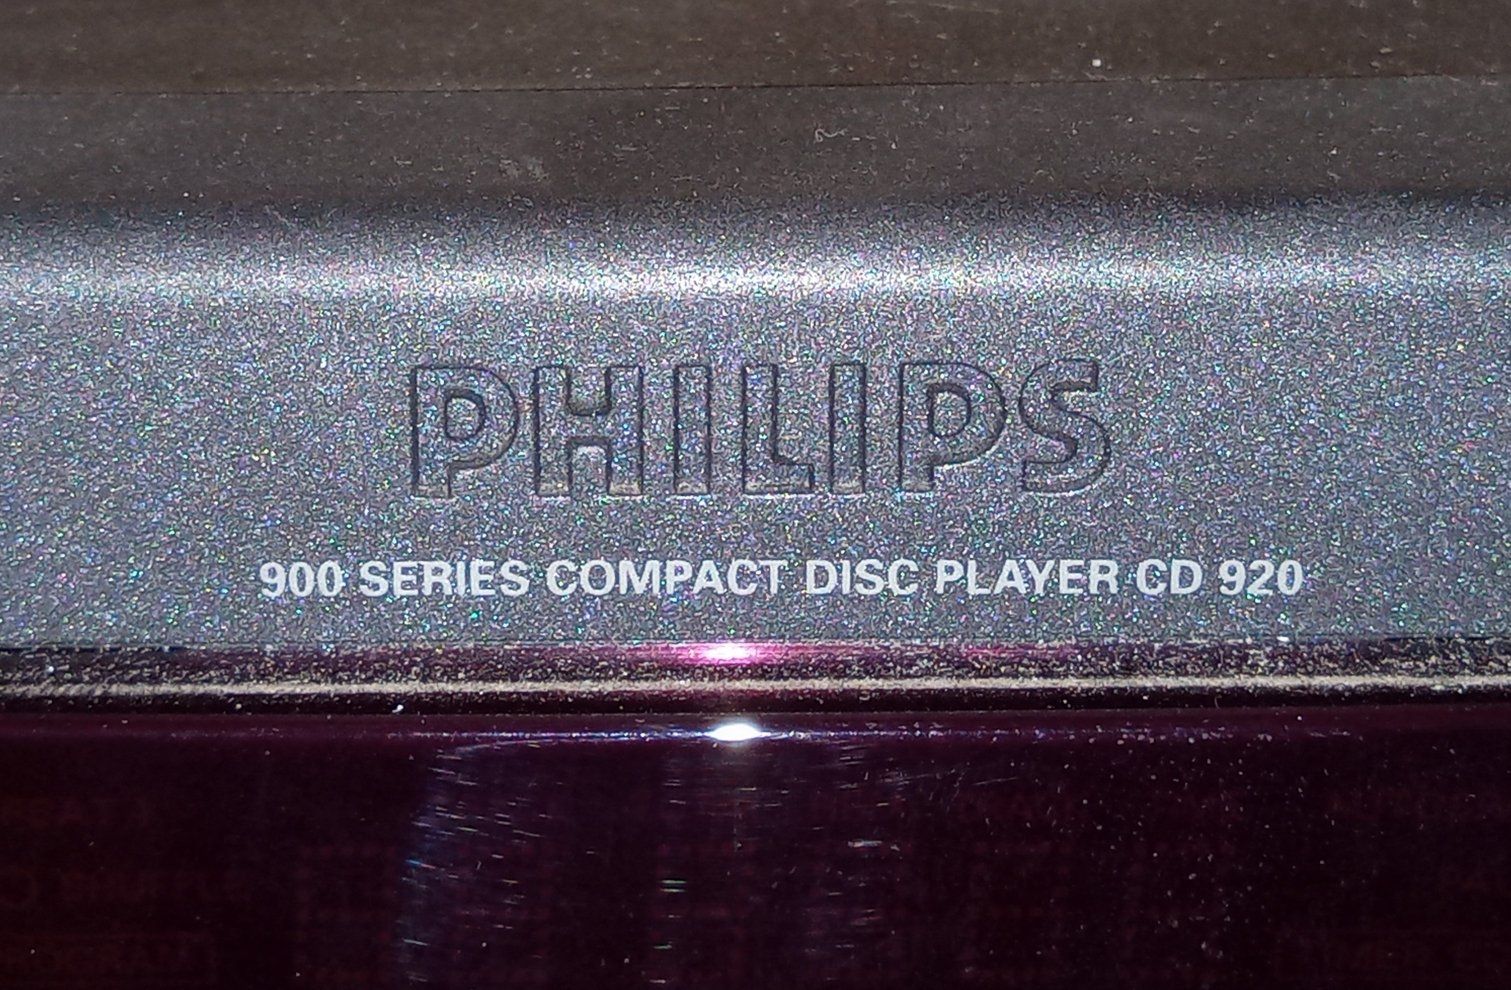 PHILIPS
900 SERIES COMPACT DISC PLAYER CD 920